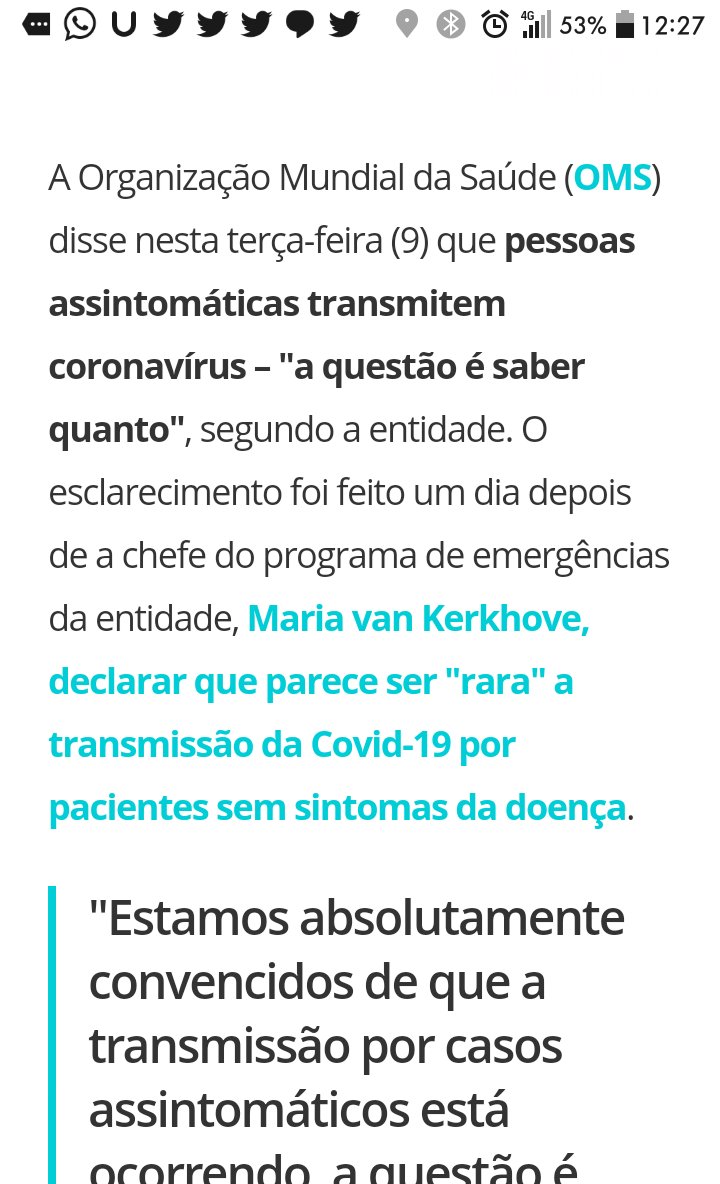 4G 53% 12:27
A Organização Mundial da Saúde (OMS)
disse nesta terça-feira (9) que pessoas
assintomáticas transmitem
coronavírus – "a questão é saber
quanto", segundo a entidade. O
esclarecimento foi feito um dia depois
de a chefe do programa de emergências
da entidade, Maria van Kerkhove,
declarar que parece ser "rara" a
transmissão da Covid-19 por
pacientes sem sintomas da doença.
"Estamos absolutamente
convencidos de que a
transmissão por casos
assintomáticos está
ocorrendo, a questão é